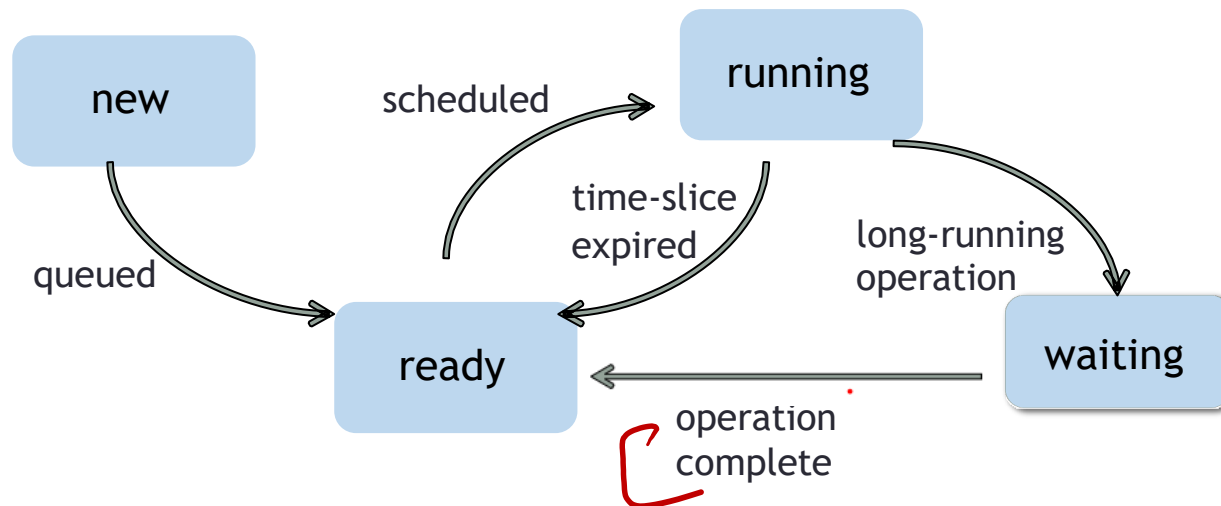 new
running
scheduled
time-slice
expired
long-running
operation
queued
ready
waiting
operation
complete